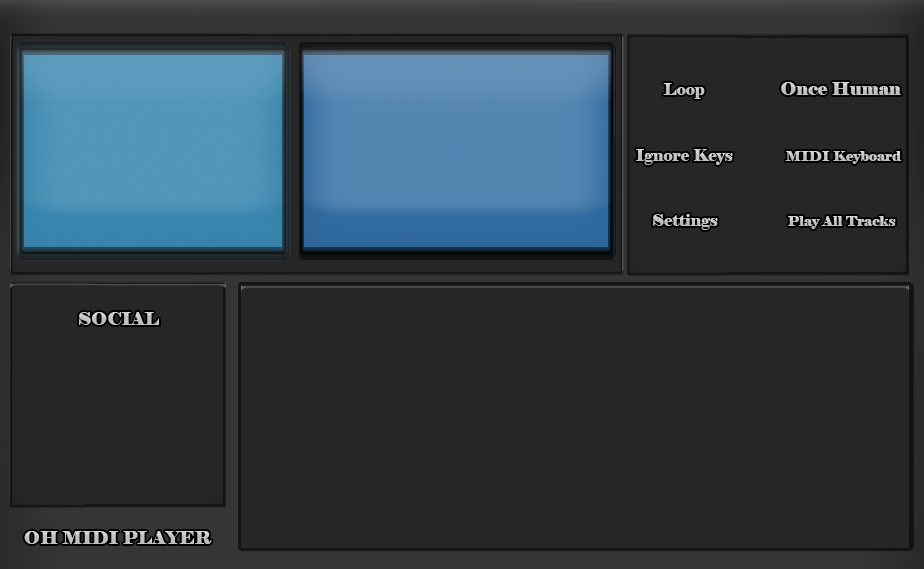 Loop
Once Human
Ignore Keys
MIDI Keyboard
Settings
Play All Tracks
SOCIAL
OH MIDI PLAYER